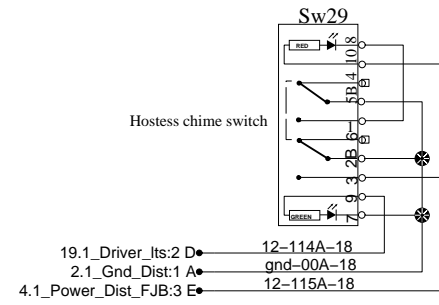 Sw29
RED
8
10
4
5B
Hostess chime switch
1
6
2B
3
9
GREEN
7
19.1_Driver_lts:2 D
12-114A-18
2.1_Gnd_Dist:1 A
gnd-00A-18
4.1_Power_Dist_FJB:3 E
12-115A-18